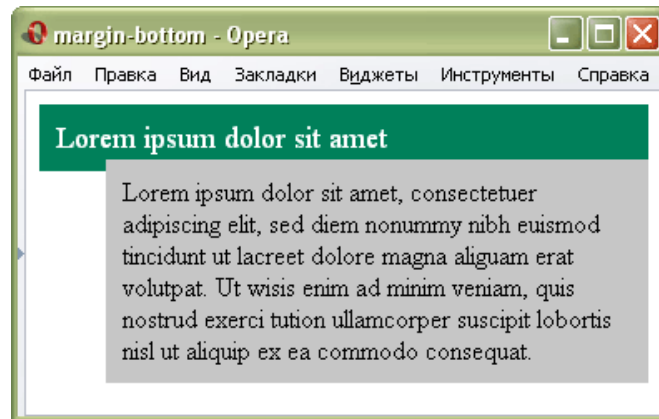 margin-bottom - Opera
Файл Правка Вид Закладки Виджеты Инструменты Справка
Lorem ipsum dolor sit amet
Lorem ipsum dolor sit amet, consectetuer
adipiscing elit, sed diem nonummy nibh euismod
tincidunt ut lacreet dolore magna aliguam erat
volutpat. Ut wisis enim ad minim veniam, quis
nostrud exerci tution ullamcorper suscipit lobortis
nisl ut aliquip ex ea commodo consequat.